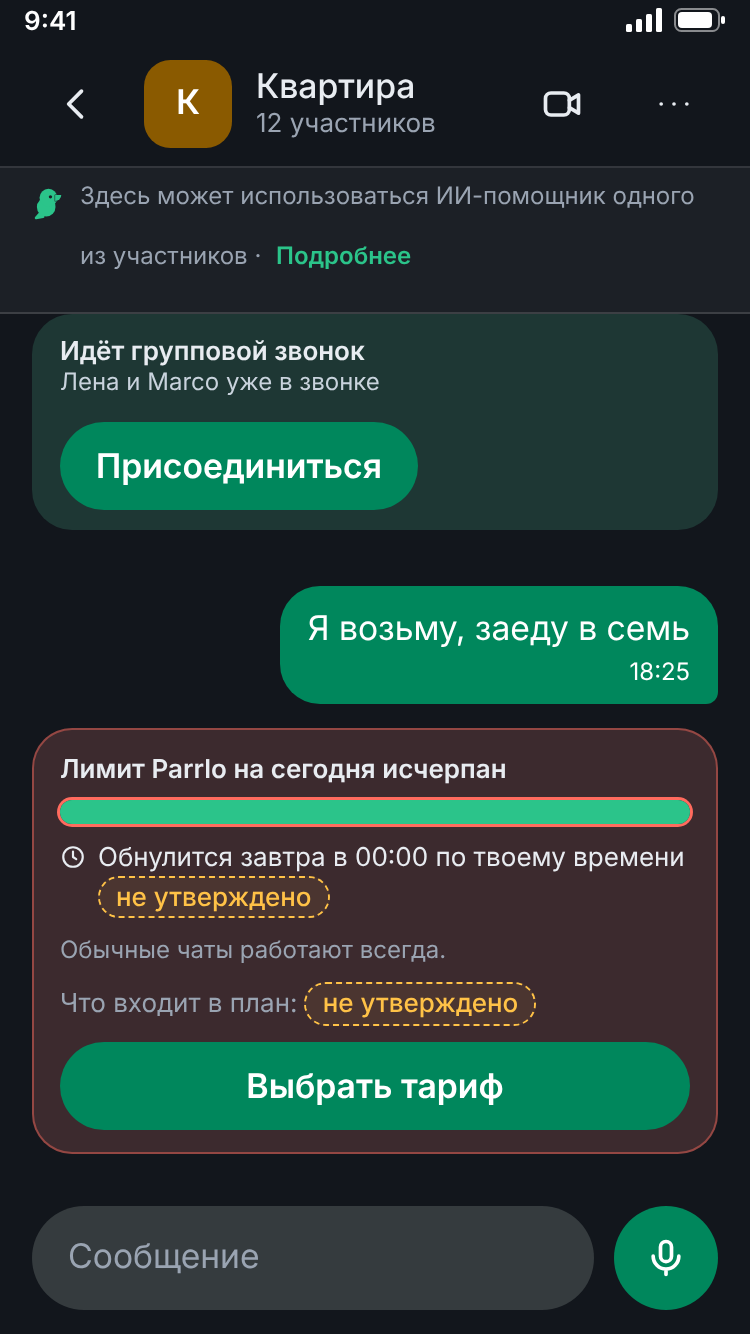 9:41
К
Квартира
12 участников
Здесь может использоваться ИИ-помощник одного
из участников · Подробнее
Идёт групповой звонок
Лена и Marco уже в звонке
Присоединиться
Я возьму, заеду в семь
18:25
Лимит Parrlo на сегодня исчерпан
Обнулится завтра в 00:00 по твоему времени
не утверждено
Обычные чаты работают всегда.
Что входит в план: не утверждено
Выбрать тариф
Сообщение